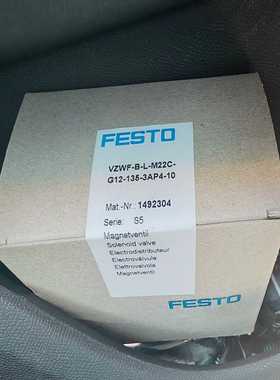 FESTO
VZWF-B-L-M22C-
G12-135-3AP4-10
Mat.-Nr.: 1492304
Serie: S5
Magnetventil
Solenoid valve
Electrodistributeur
Electroválvula
Elettrovalvola
Magnetventil
FESTO